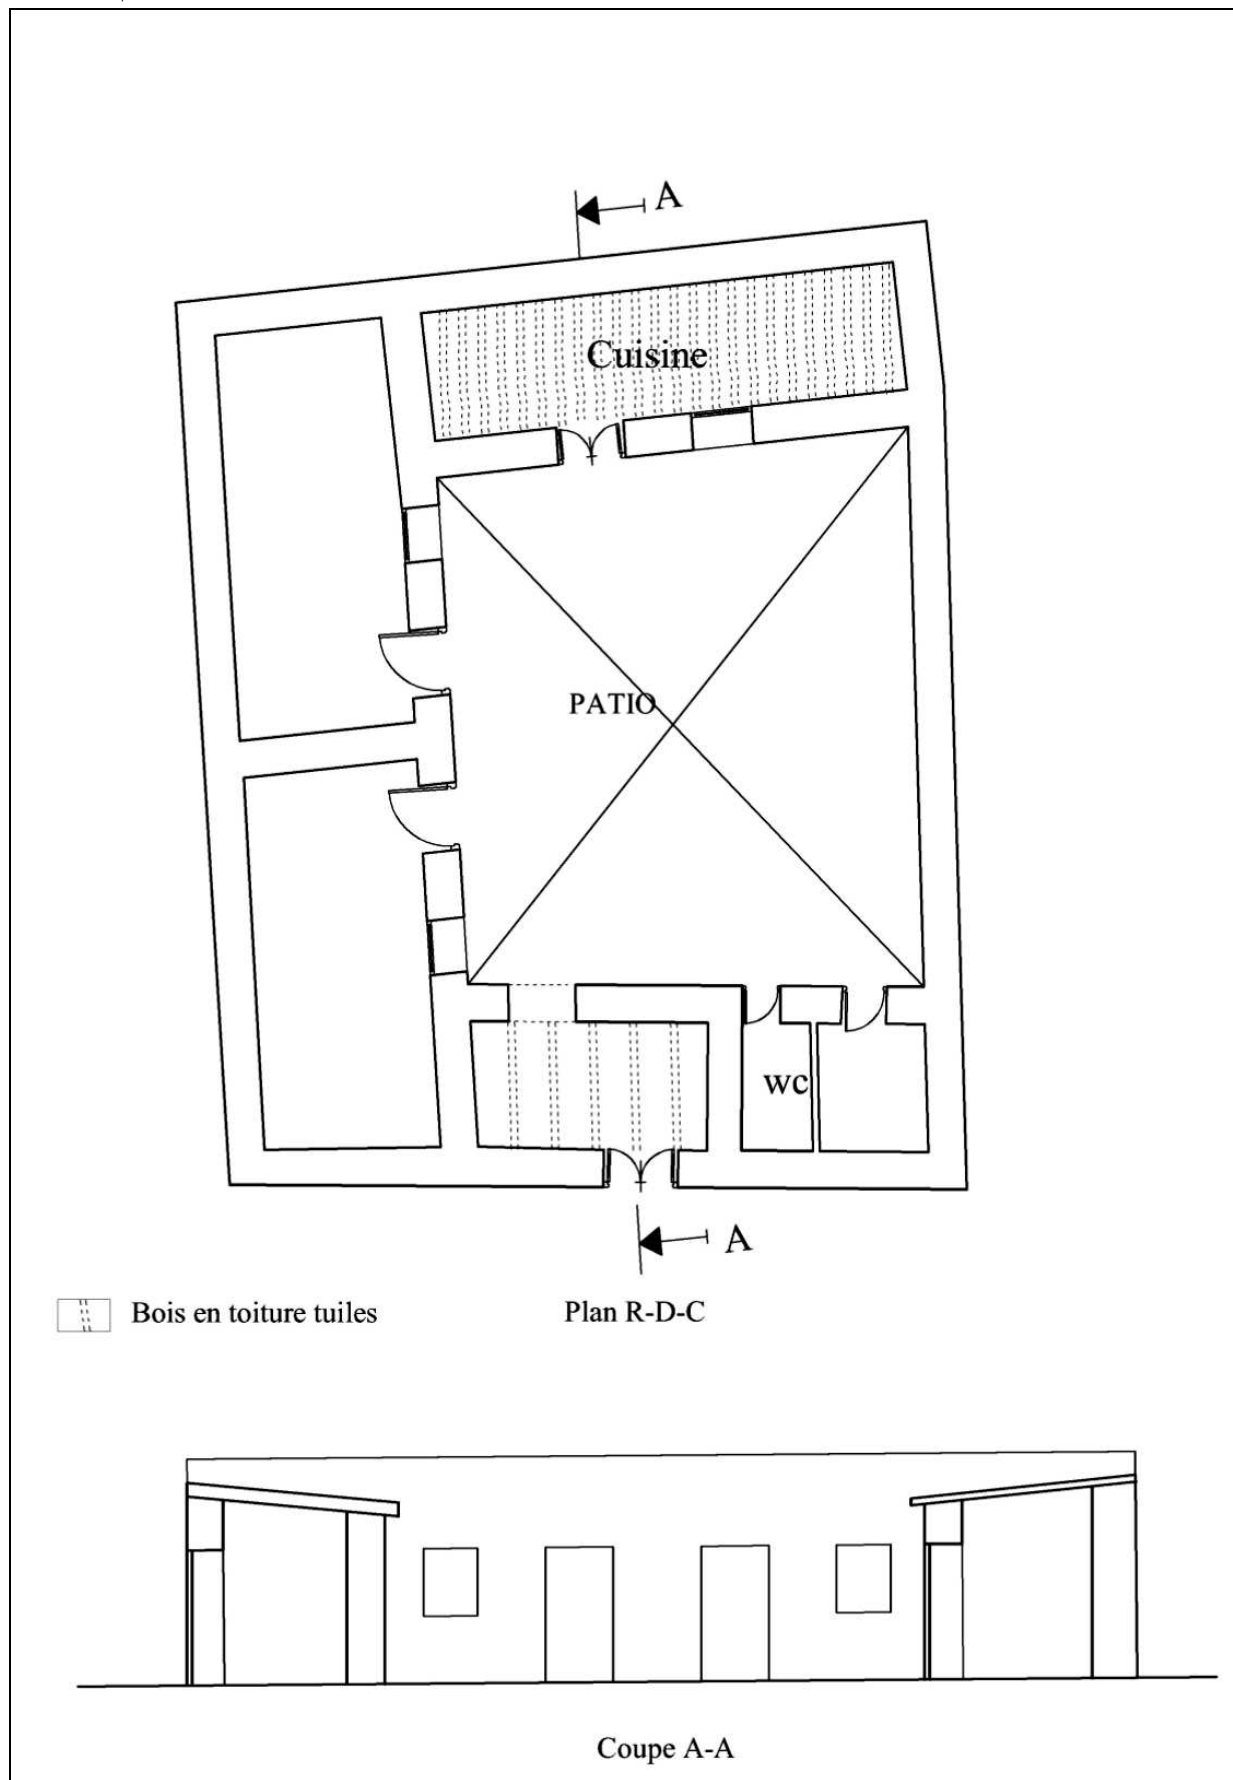 A
Cuisine
PATIO
wc
A
Bois en toiture tuiles
Plan R-D-C
Coupe A-A